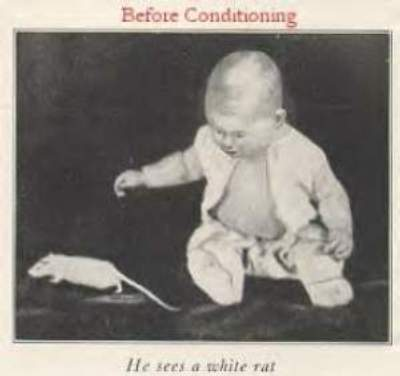 Before Conditioning
He sees a white rat